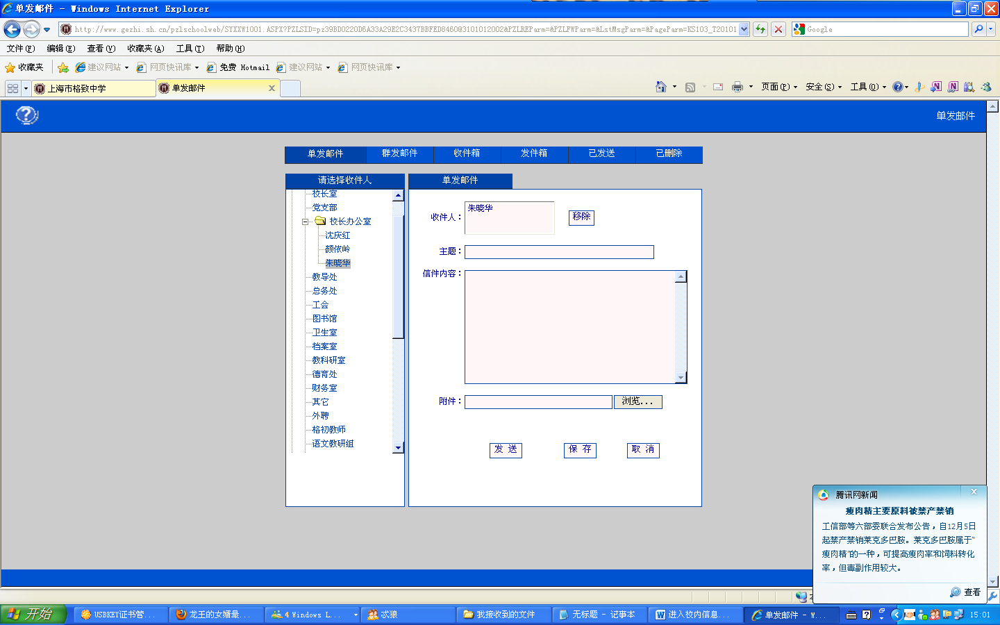 单发邮件 - Windows Internet Explorer
http://www.gezhi.sh.cn/pzlschoolweb/SYXXW1001.ASPX?PZLSID=pz39BD0220D6A33A29E2C3437BBFED8460@3101012002&PZLREParm=&PZLFWParm=&LstMsgParm=&PageParm=KS103_T20101
Google
文件(F) 编辑(E) 查看(V) 收藏夹(A) 工具(T) 帮助(H)
收藏夹 建议网站 网页快讯库 免费 Hotmail 建议网站 网页快讯库
上海市格致中学 单发邮件 页面(P) 安全(S) 工具(O)
单发邮件
单发邮件 群发邮件 收件箱 发件箱 已发送 已删除
请选择收件人
校长室
党支部
校长办公室
沈庆红
颜依岭
朱晓华
教导处
总务处
工会
图书馆
卫生室
档案室
教科研室
德育处
财务室
其它
外聘
格初教师
语文教研组
单发邮件
收件人： 朱晓华 移除
主题：
信件内容：
附件： 浏览...
发 送 保 存 取 消
腾讯网新闻
瘦肉精主要原料被禁产禁销
工信部等六部委联合发布公告，自12月5日
起禁产禁销莱克多巴胺。莱克多巴胺属于“
瘦肉精”的一种，可提高瘦肉率和饲料转化
率，但毒副作用较大。
查看
开始 USBKEY证书管... 龙王的女婿最... 4 Windows L... 忒狼 我接收到的文件 无标题 - 记事本 进入校内信息... 单发邮件 - W... 15:01